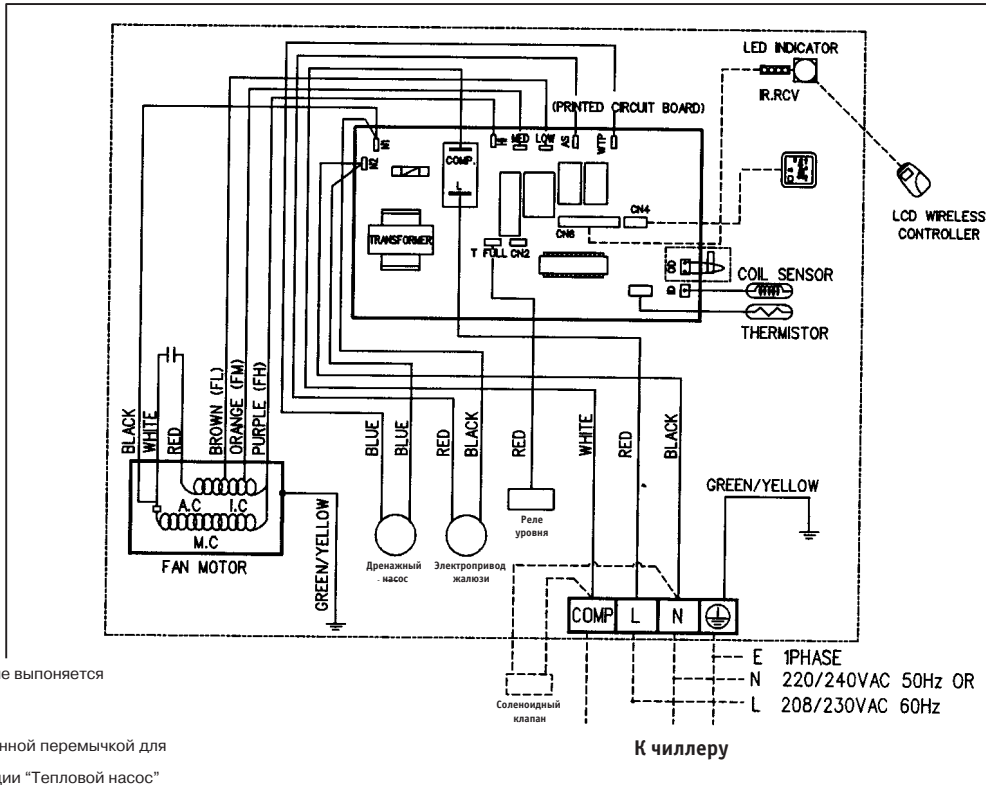 LED INDICATOR
IR.RCV
(PRINTED CIRCUIT BOARD)
LCD WIRELESS
CONTROLLER
N1
N2
COMP.
L
HI
MED
LOW
AS
WTP
CN6
CN4
TRANSFORMER
T FULL
CN2
COIL SENSOR
THERMISTOR
BLACK
WHITE
RED
BROWN (FL)
ORANGE (FM)
PURPLE (FH)
BLUE
BLUE
RED
BLACK
RED
WHITE
RED
BLACK
GREEN/YELLOW
A.C
I.C
M.C
FAN MOTOR
GREEN/YELLOW
Дренажный
насос
Электропривод
жалюзи
Реле
уровня
COMP
L
N
Соленоидный
клапан
E 1PHASE
N 220/240VAC 50Hz OR
L 208/230VAC 60Hz
К чиллеру
е выпоняется
нной перемычкой для
ции “Тепловой насос”